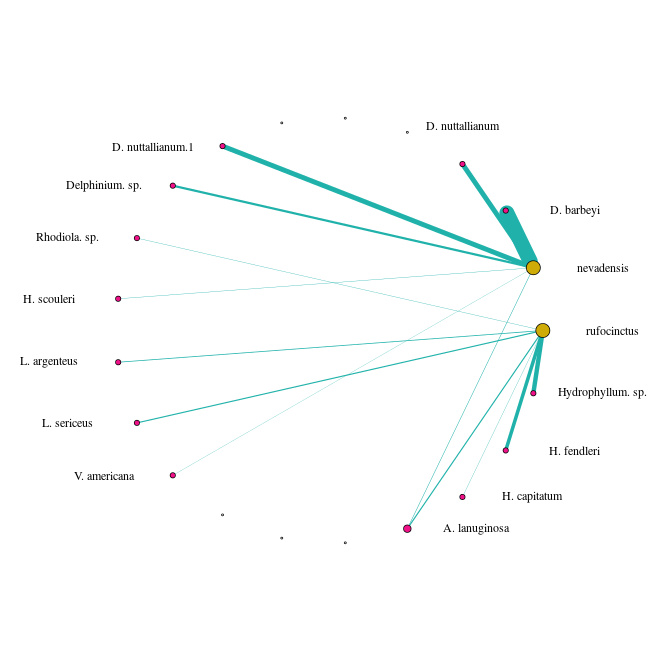 D. nuttallianum
D. nuttallianum.1
Delphinium. sp.
D. barbeyi
Rhodiola. sp.
nevadensis
H. scouleri
rufocinctus
L. argenteus
Hydrophyllum. sp.
L. sericeus
H. fendleri
V. americana
H. capitatum
A. lanuginosa